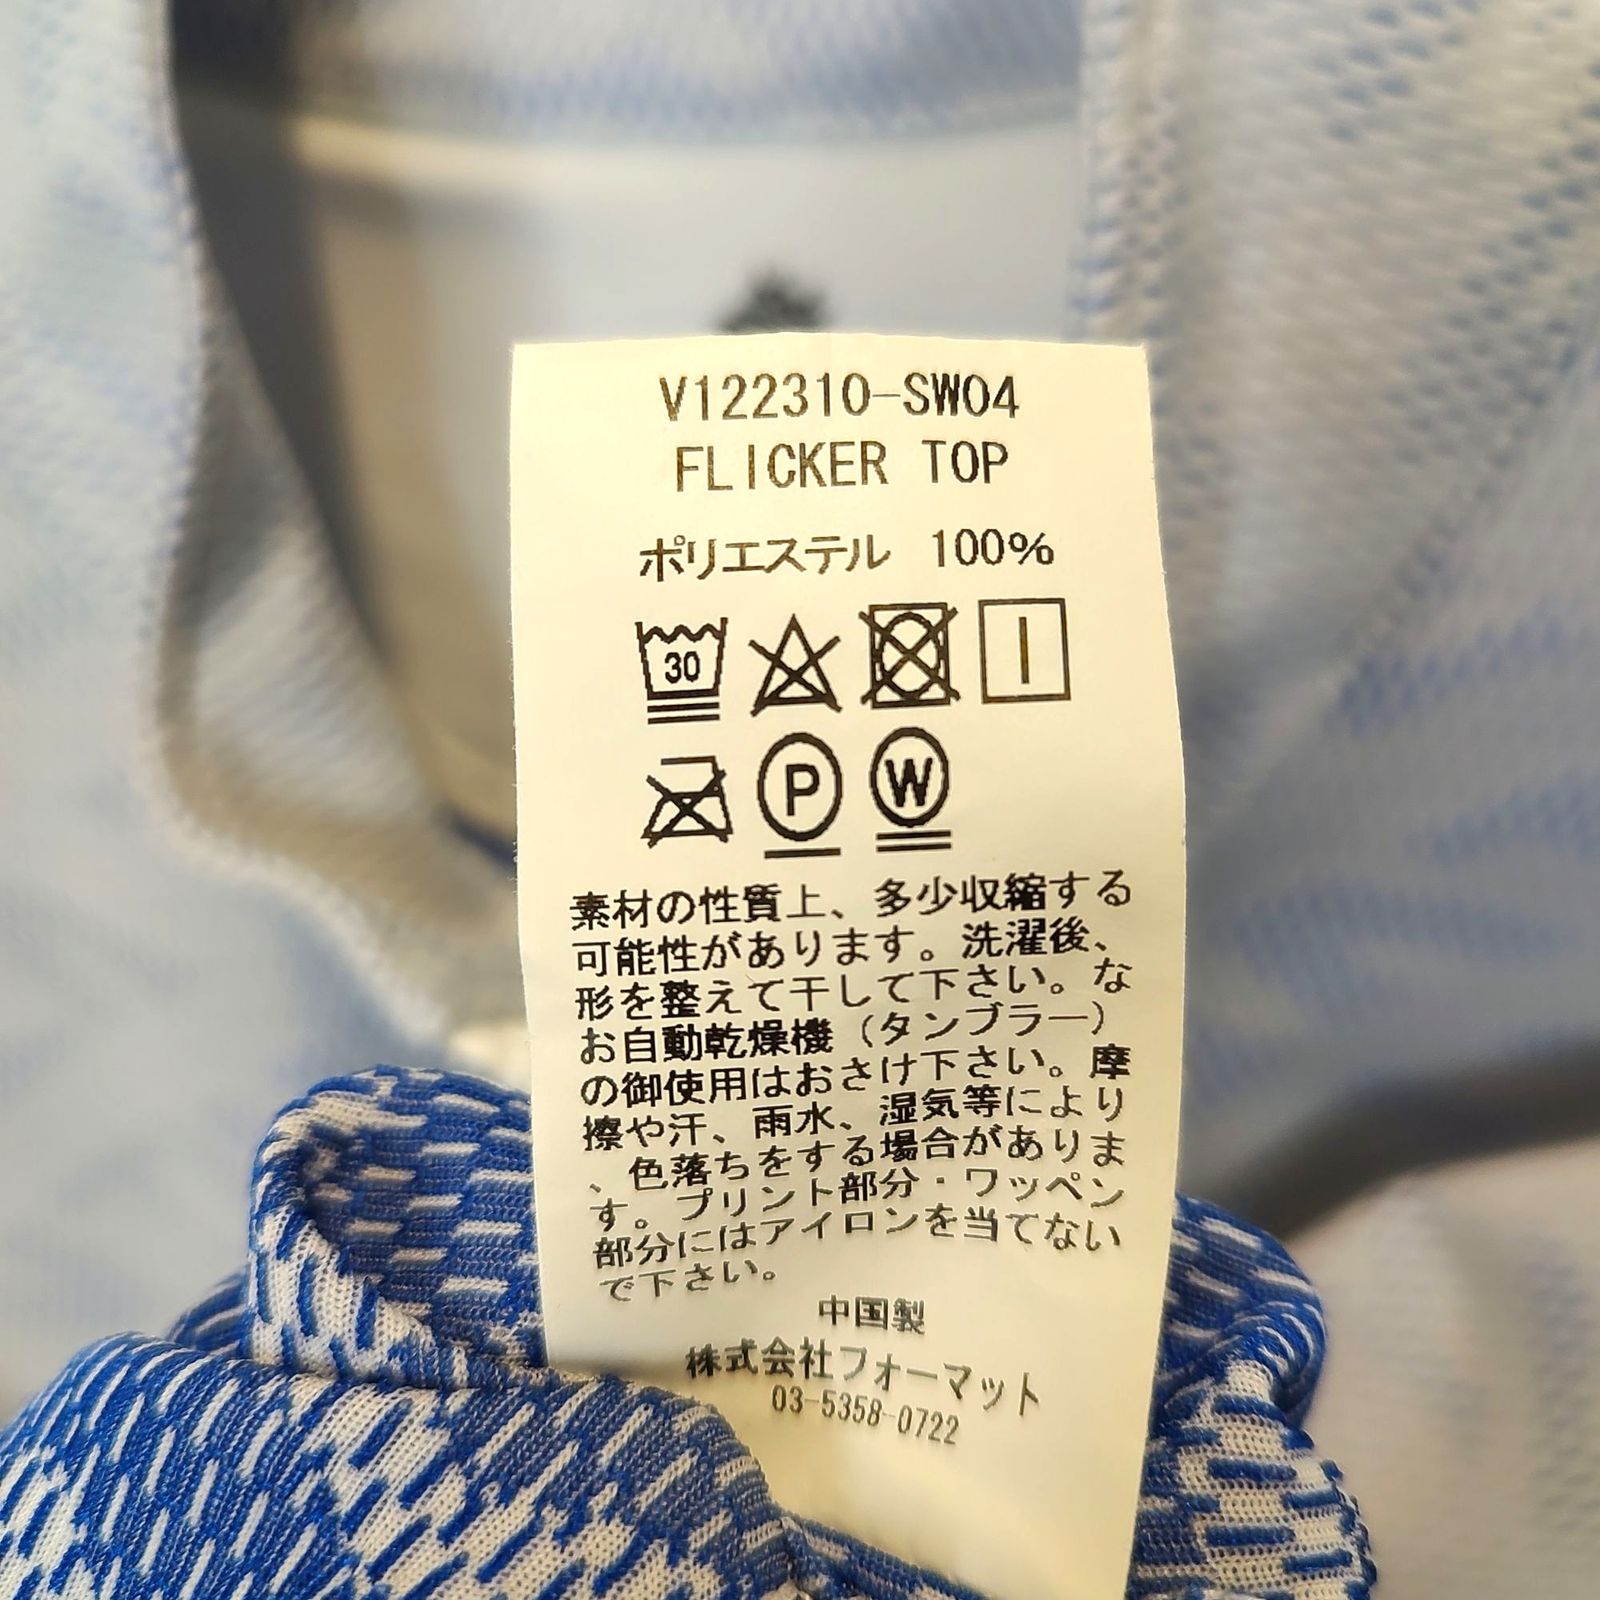 V122310-SW04
FLICKER TOP
ポリエステル 100%
30
P
W
素材の性質上、多少収縮する
可能性があります。洗濯後、
形を整えて干して下さい。な
お自動乾燥機（タンブラー）
の御使用はおさけ下さい。摩
擦や汗、雨水、湿気等により
、色落ちをする場合がありま
す。プリント部分・ワッペン
部分にはアイロンを当てない
で下さい。
中国製
株式会社フォーマット
03-5358-0722